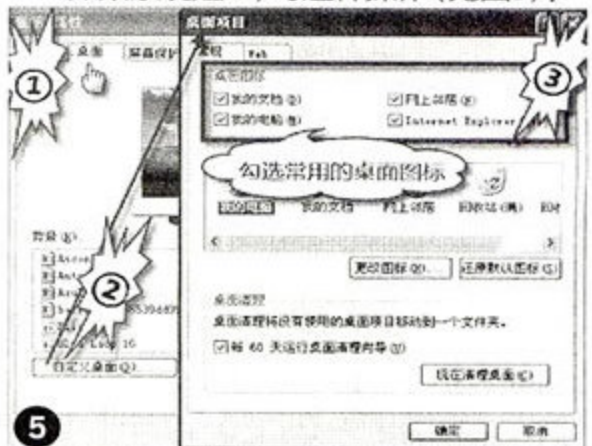 桌面项目
桌面
屏幕保护
常规
Web
桌面图标
我的文档(D)
网上邻居(N)
我的电脑(M)
Internet Explorer
勾选常用的桌面图标
我的电脑
我的文档
网上邻居
回收站(满)
更改图标(H)...
还原默认图标(S)
背景(K)
桌面清理
桌面清理将没有使用的桌面项目移动到一个文件夹。
每 60 天运行桌面清理向导(U)
现在清理桌面(C)
自定义桌面(D)...
确定
取消
①
②
③
5